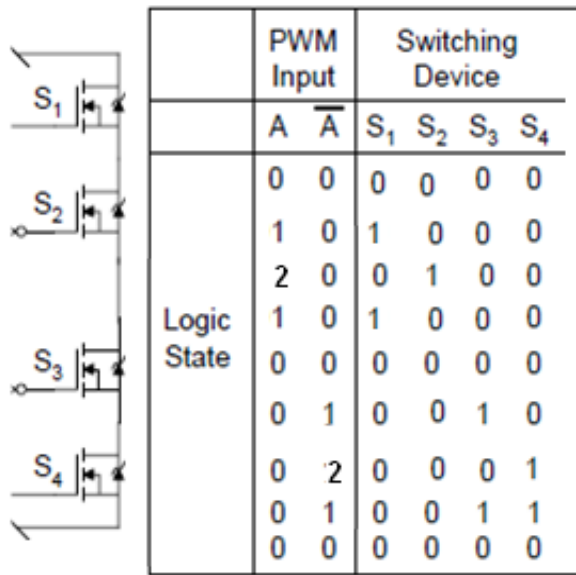 PWM Input Switching Device
A A̅ S₁ S₂ S₃ S₄
S₁
S₂
S₃
S₄
Logic State
0 0 0 0 0 0
1 0 1 0 0 0
2 0 0 1 0 0
1 0 1 0 0 0
0 0 0 0 0 0
0 1 0 0 1 0
0 2 0 0 0 1
0 1 0 0 1 1
0 0 0 0 0 0